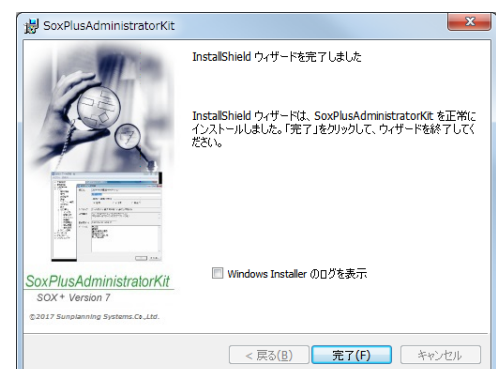 SoxPlusAdministratorKit
InstallShield ウィザードを完了しました
InstallShield ウィザードは、SoxPlusAdministratorKit を正常に
インストールしました。「完了」をクリックして、ウィザードを終了してく
ださい。
Windows Installer のログを表示
SoxPlusAdministratorKit
SOX+ Version 7
©2017 Sunplanning Systems.Co.,Ltd.
< 戻る(B)
完了(F)
キャンセル